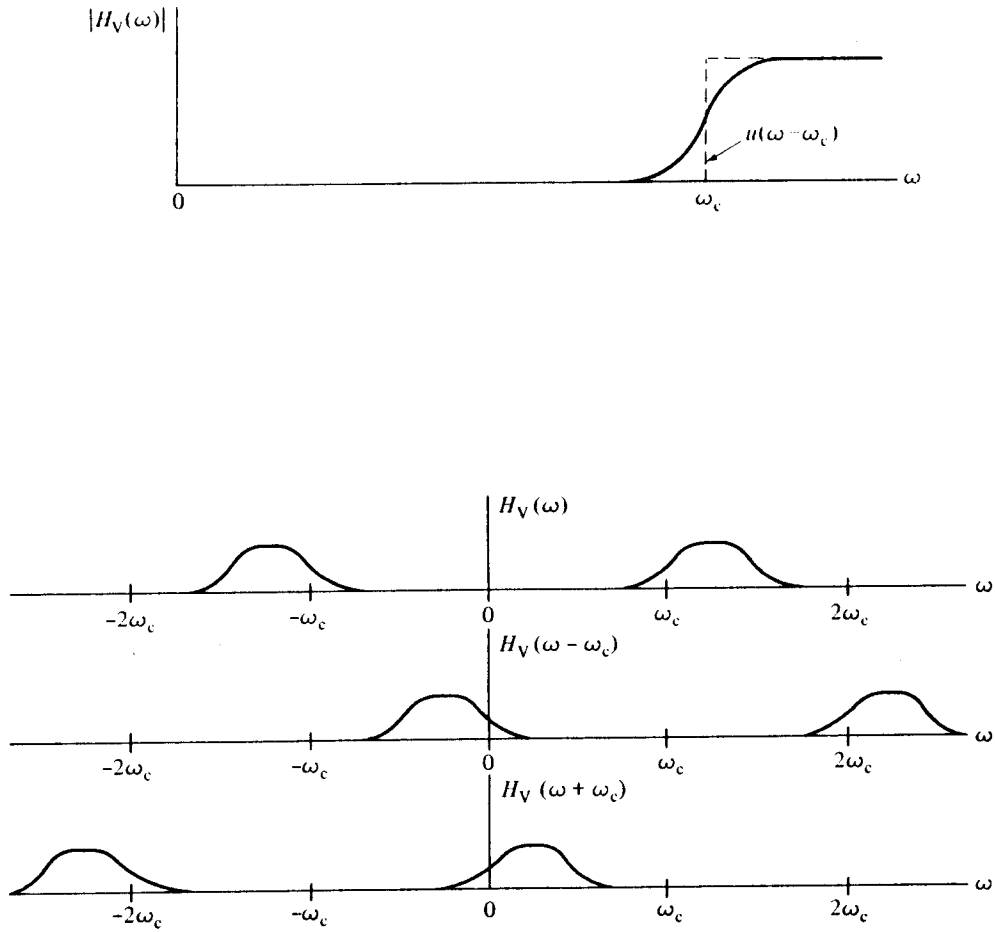 |H_V(ω)|
u(ω − ω_c)
0 ω_c ω
H_V(ω)
-2ω_c -ω_c 0 ω_c 2ω_c ω
H_V(ω − ω_c)
-2ω_c -ω_c 0 ω_c 2ω_c ω
H_V (ω + ω_c)
-2ω_c -ω_c 0 ω_c 2ω_c ω